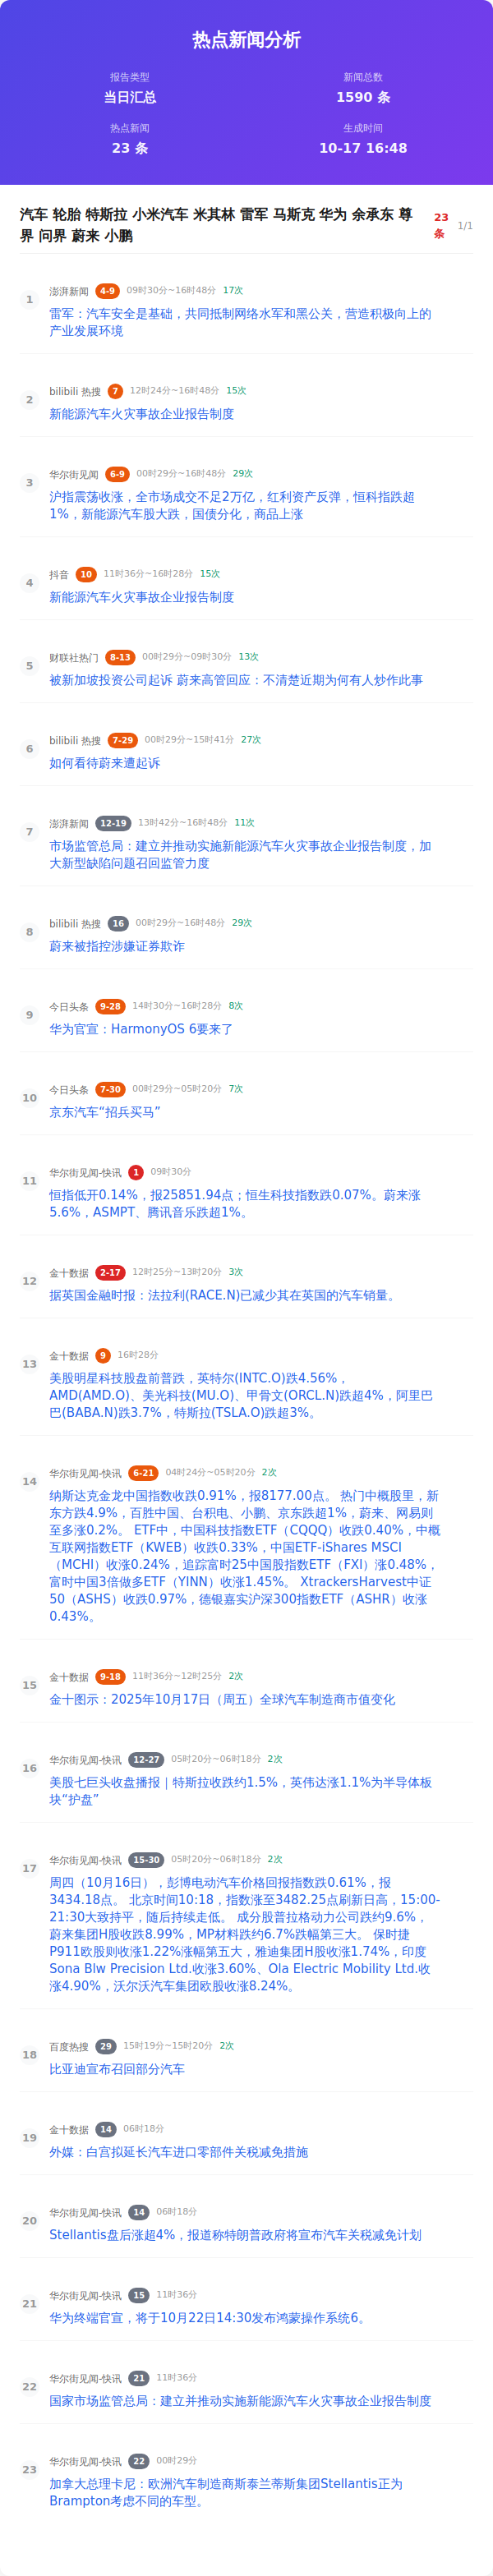 热点新闻分析
报告类型
当日汇总
新闻总数
1590 条
热点新闻
23 条
生成时间
10-17 16:48
汽车 轮胎 特斯拉 小米汽车 米其林 雷军 马斯克 华为 余承东 尊
界 问界 蔚来 小鹏
23
条
1/1
1
澎湃新闻 4-9 09时30分~16时48分 17次
雷军：汽车安全是基础，共同抵制网络水军和黑公关，营造积极向上的
产业发展环境
2
bilibili 热搜 7 12时24分~16时48分 15次
新能源汽车火灾事故企业报告制度
3
华尔街见闻 6-9 00时29分~16时48分 29次
沪指震荡收涨，全市场成交不足2万亿，红利资产反弹，恒科指跌超
1%，新能源汽车股大跌，国债分化，商品上涨
4
抖音 10 11时36分~16时28分 15次
新能源汽车火灾事故企业报告制度
5
财联社热门 8-13 00时29分~09时30分 13次
被新加坡投资公司起诉 蔚来高管回应：不清楚近期为何有人炒作此事
6
bilibili 热搜 7-29 00时29分~15时41分 27次
如何看待蔚来遭起诉
7
澎湃新闻 12-19 13时42分~16时48分 11次
市场监管总局：建立并推动实施新能源汽车火灾事故企业报告制度，加
大新型缺陷问题召回监管力度
8
bilibili 热搜 16 00时29分~16时48分 29次
蔚来被指控涉嫌证券欺诈
9
今日头条 9-28 14时30分~16时28分 8次
华为官宣：HarmonyOS 6要来了
10
今日头条 7-30 00时29分~05时20分 7次
京东汽车“招兵买马”
11
华尔街见闻-快讯 1 09时30分
恒指低开0.14%，报25851.94点；恒生科技指数跌0.07%。蔚来涨
5.6%，ASMPT、腾讯音乐跌超1%。
12
金十数据 2-17 12时25分~13时20分 3次
据英国金融时报：法拉利(RACE.N)已减少其在英国的汽车销量。
13
金十数据 9 16时28分
美股明星科技股盘前普跌，英特尔(INTC.O)跌4.56%，
AMD(AMD.O)、美光科技(MU.O)、甲骨文(ORCL.N)跌超4%，阿里巴
巴(BABA.N)跌3.7%，特斯拉(TSLA.O)跌超3%。
14
华尔街见闻-快讯 6-21 04时24分~05时20分 2次
纳斯达克金龙中国指数收跌0.91%，报8177.00点。 热门中概股里，新
东方跌4.9%，百胜中国、台积电、小鹏、京东跌超1%，蔚来、网易则
至多涨0.2%。 ETF中，中国科技指数ETF（CQQQ）收跌0.40%，中概
互联网指数ETF（KWEB）收跌0.33%，中国ETF-iShares MSCI
（MCHI）收涨0.24%，追踪富时25中国股指数ETF（FXI）涨0.48%，
富时中国3倍做多ETF（YINN）收涨1.45%。 XtrackersHarvest中证
50（ASHS）收跌0.97%，德银嘉实沪深300指数ETF（ASHR）收涨
0.43%。
15
金十数据 9-18 11时36分~12时25分 2次
金十图示：2025年10月17日（周五）全球汽车制造商市值变化
16
华尔街见闻-快讯 12-27 05时20分~06时18分 2次
美股七巨头收盘播报｜特斯拉收跌约1.5%，英伟达涨1.1%为半导体板
块“护盘”
17
华尔街见闻-快讯 15-30 05时20分~06时18分 2次
周四（10月16日），彭博电动汽车价格回报指数跌0.61%，报
3434.18点。 北京时间10:18，指数涨至3482.25点刷新日高，15:00-
21:30大致持平，随后持续走低。 成分股普拉格动力公司跌约9.6%，
蔚来集团H股收跌8.99%，MP材料跌约6.7%跌幅第三大。 保时捷
P911欧股则收涨1.22%涨幅第五大，雅迪集团H股收涨1.74%，印度
Sona Blw Precision Ltd.收涨3.60%、Ola Electric Mobility Ltd.收
涨4.90%，沃尔沃汽车集团欧股收涨8.24%。
18
百度热搜 29 15时19分~15时20分 2次
比亚迪宣布召回部分汽车
19
金十数据 14 06时18分
外媒：白宫拟延长汽车进口零部件关税减免措施
20
华尔街见闻-快讯 14 06时18分
Stellantis盘后涨超4%，报道称特朗普政府将宣布汽车关税减免计划
21
华尔街见闻-快讯 15 11时36分
华为终端官宣，将于10月22日14:30发布鸿蒙操作系统6。
22
华尔街见闻-快讯 21 11时36分
国家市场监管总局：建立并推动实施新能源汽车火灾事故企业报告制度
23
华尔街见闻-快讯 22 00时29分
加拿大总理卡尼：欧洲汽车制造商斯泰兰蒂斯集团Stellantis正为
Brampton考虑不同的车型。